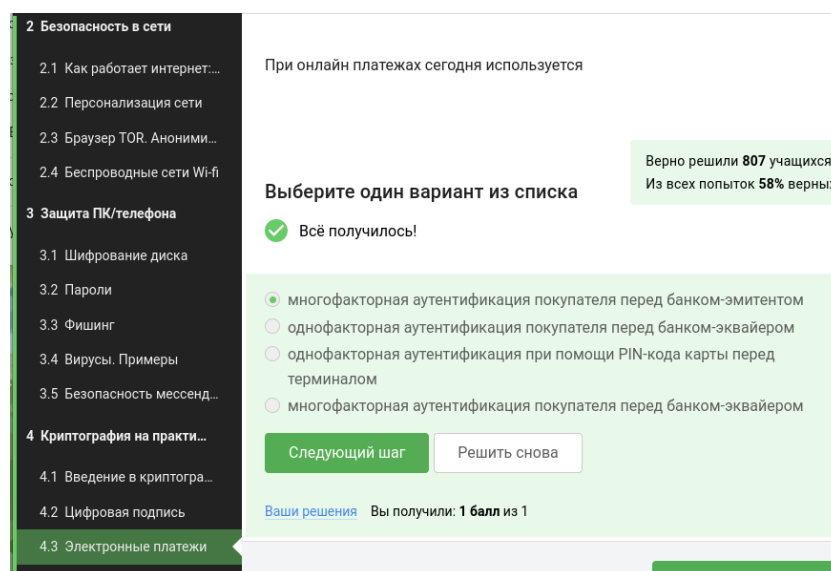 2 Безопасность в сети
2.1 Как работает интернет:...
2.2 Персонализация сети
2.3 Браузер TOR. Анонима...
2.4 Беспроводные сети Wi-fi
3 Защита ПК/телефона
3.1 Шифрование диска
3.2 Пароли
3.3 Фишинг
3.4 Вирусы. Примеры
3.5 Безопасность мессенд...
4 Криптография на практи...
4.1 Введение в криптогра...
4.2 Цифровая подпись
4.3 Электронные платежи
При онлайн платежах сегодня используется
Верно решили 807 учащихся
Из всех попыток 58% верных
Выберите один вариант из списка
Всё получилось!
многофакторная аутентификация покупателя перед банком-эмитентом
однофакторная аутентификация покупателя перед банком-эквайером
однофакторная аутентификация при помощи PIN-кода карты перед
терминалом
многофакторная аутентификация покупателя перед банком-эквайером
Следующий шаг
Решить снова
Ваши решения Вы получили: 1 балл из 1